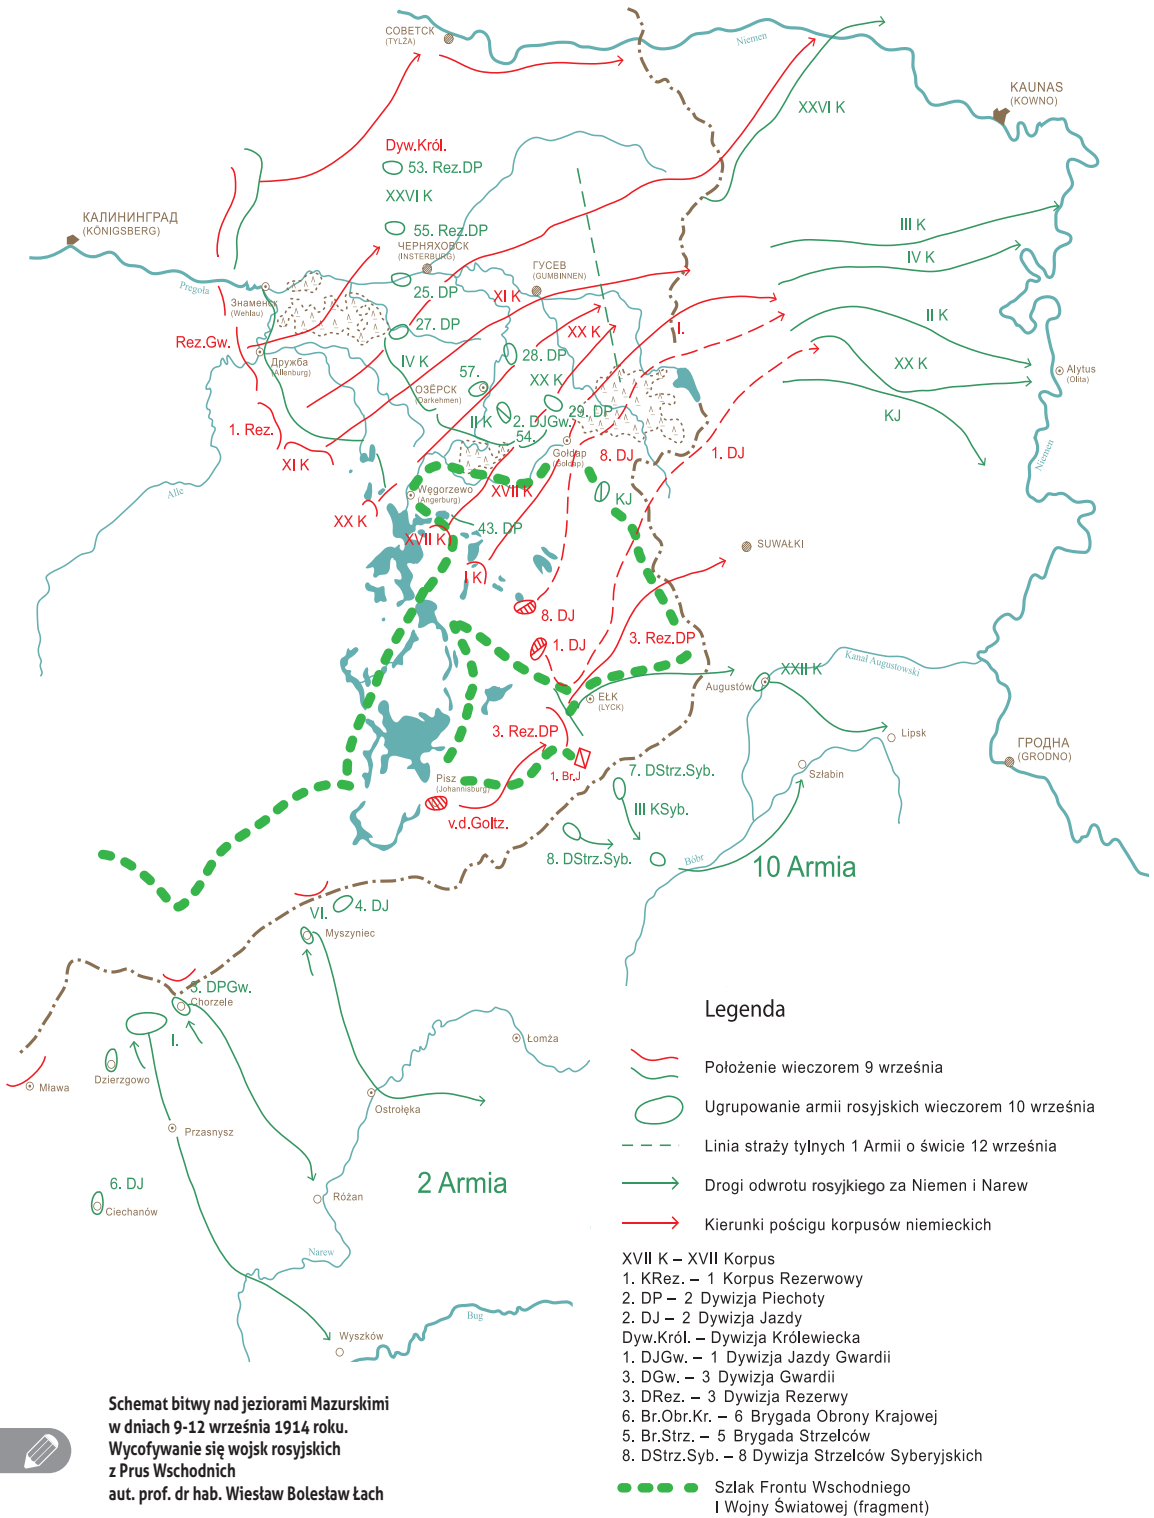 СОВЕТСК
(TYLŻA)
Niemen
KAUNAS
(KOWNO)
XXVI K
Dyw.Król.
53. Rez.DP
XXVI K
КАЛИНИНГРАД
(KÖNIGSBERG)
55. Rez.DP
ЧЕРНЯХОВСК
(INSTERBURG)
III K
IV K
ГУСЕВ
(GUMBINNEN)
Pregoła
25. DP
XI K
Знаменск
(Wehlau)
27. DP
XX K
I.
II K
Rez.Gw.
Дружба
(Allenburg)
IV K
28. DP
XX K
Alytus
(Olita)
57.
XX K
ОЗЁРСК
(Darkehmen)
29. DP
KJ
II K
2. DJGw.
1. Rez.
54.
Gołdap
(Goldap)
8. DJ
1. DJ
Niemen
XI K
Alle
Węgorzewo
(Angerburg)
XVII K
KJ
XX K
43. DP
XVII K
SUWAŁKI
I K
8. DJ
1. DJ
3. Rez.DP
Kanał Augustowski
XXII K
Augustów
EŁK
(LYCK)
3. Rez.DP
Lipsk
ГРОДНА
(GRODNO)
Szłabin
7. DStrz.Syb.
Pisz
(Johannisburg)
1. Br.J
III KSyb.
v.d.Goltz.
8. DStrz.Syb.
Bóbr
10 Armia
VI.
4. DJ
Myszyniec
3. DPGw.
Chorzele
I.
Łomża
Dzierzgowo
Mława
Ostrołęka
Przasnysz
6. DJ
Ciechanów
2 Armia
Różan
Narew
Bug
Wyszków
Legenda
Położenie wieczorem 9 września
Ugrupowanie armii rosyjskich wieczorem 10 września
Linia straży tylnych 1 Armii o świcie 12 września
Drogi odwrotu rosyjkiego za Niemen i Narew
Kierunki pościgu korpusów niemieckich
XVII K – XVII Korpus
1. KRez. – 1 Korpus Rezerwowy
2. DP – 2 Dywizja Piechoty
2. DJ – 2 Dywizja Jazdy
Dyw.Król. – Dywizja Królewiecka
1. DJGw. – 1 Dywizja Jazdy Gwardii
3. DGw. – 3 Dywizja Gwardii
3. DRez. – 3 Dywizja Rezerwy
6. Br.Obr.Kr. – 6 Brygada Obrony Krajowej
5. Br.Strz. – 5 Brygada Strzelców
8. DStrz.Syb. – 8 Dywizja Strzelców Syberyjskich
Szlak Frontu Wschodniego
I Wojny Światowej (fragment)
Schemat bitwy nad jeziorami Mazurskimi
w dniach 9-12 września 1914 roku.
Wycofywanie się wojsk rosyjskich
z Prus Wschodnich
aut. prof. dr hab. Wiesław Bolesław Łach